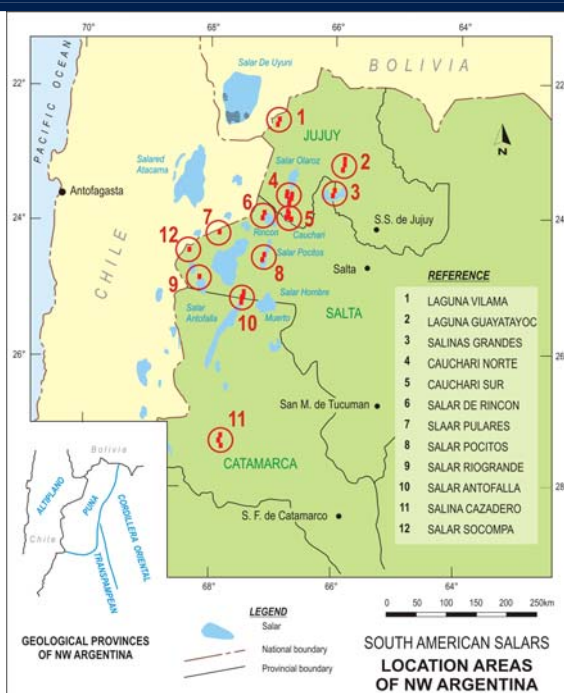 70°
68°
66°
64°
22°
22°
24°
24°
26°
26°
28°
68°
66°
64°
PACIFIC OCEAN
Salar De Uyuni
BOLIVIA
1
JUJUY
2
Salared
Atacama
Salar Olaroz
4
3
Antofagasta
6
Rincon
5
Cauchari
7
12
S.S. de Jujuy
N
CHILE
Salar Pocitos
8
Salta
9
Salar Hombre
Salar
Antofalla
Muerto
10
SALTA
San M. de Tucuman
11
CATAMARCA
S. F. de Catamarco
REFERENCE
1 LAGUNA VILAMA
2 LAGUNA GUAYATAYOC
3 SALINAS GRANDES
4 CAUCHARI NORTE
5 CAUCHARI SUR
6 SALAR DE RINCON
7 SLAAR PULARES
8 SALAR POCITOS
9 SALAR RIOGRANDE
10 SALAR ANTOFALLA
11 SALINA CAZADERO
12 SALAR SOCOMPA
Bolivia
ALTIPLANO
PUNA
CORDILLERA ORIENTAL
Chile
TRANSPAMPEAN
GEOLOGICAL PROVINCES
OF NW ARGENTINA
LEGEND
Salar
National boundary
Provincial boundary
0 50 100 150 200 250km
SOUTH AMERICAN SALARS
LOCATION AREAS
OF NW ARGENTINA